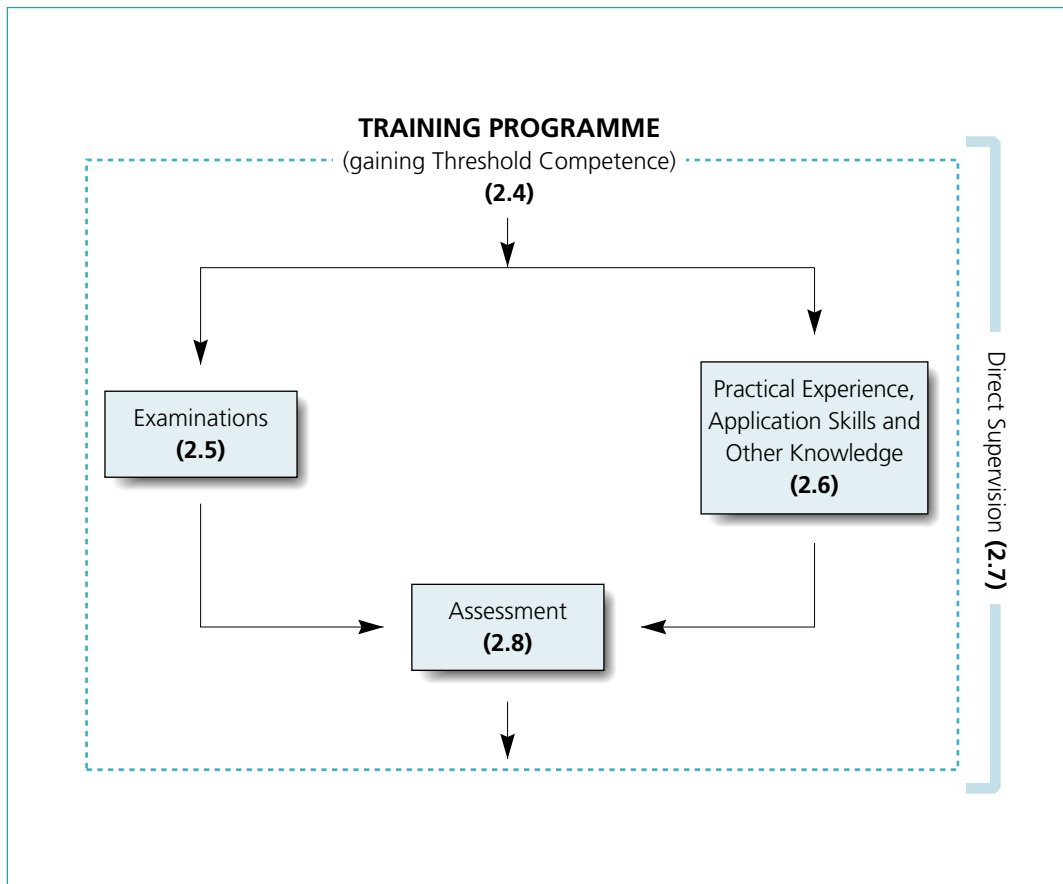 TRAINING PROGRAMME
(gaining Threshold Competence)
(2.4)
Examinations
(2.5)
Practical Experience,
Application Skills and
Other Knowledge
(2.6)
Direct Supervision (2.7)
Assessment
(2.8)